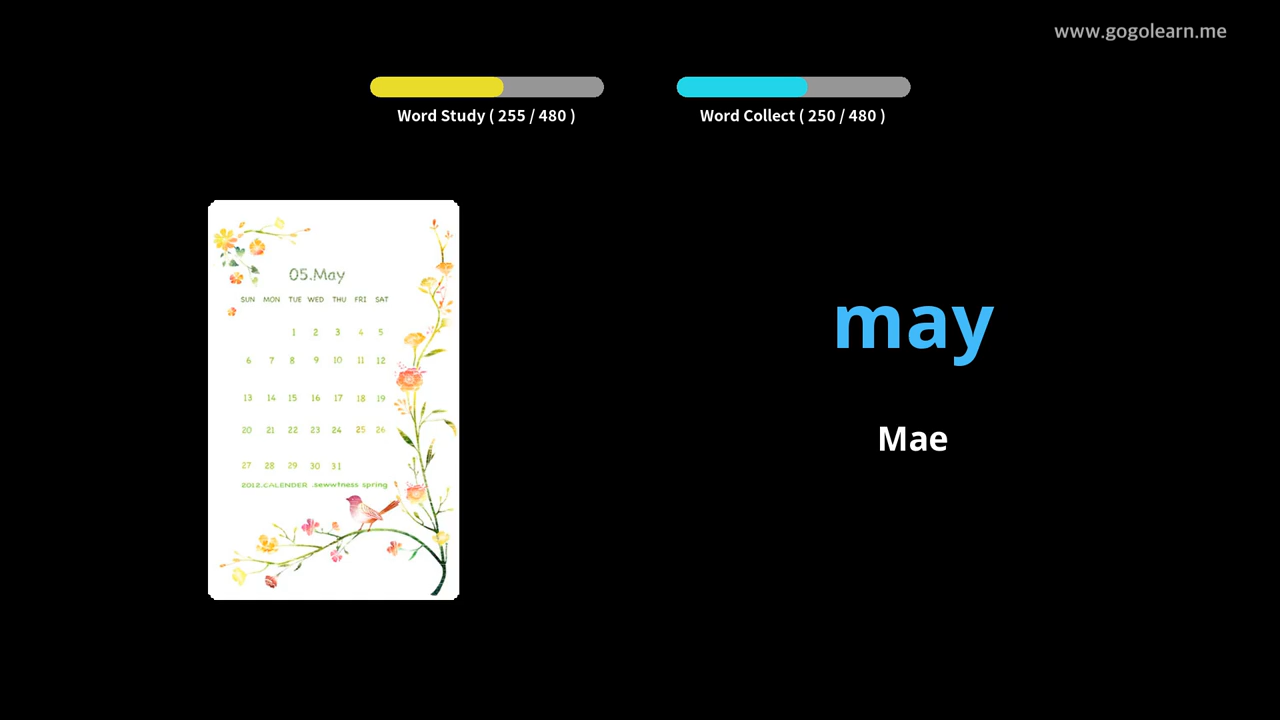 www.gogolearn.me
Word Study ( 255 / 480 )
Word Collect ( 250 / 480 )
05.May
SUN MON TUE WED THU FRI SAT
1 2 3 4 5
6 7 8 9 10 11 12
13 14 15 16 17 18 19
20 21 22 23 24 25 26
27 28 29 30 31
2012.CALENDER .sewwtness spring
may
Mae